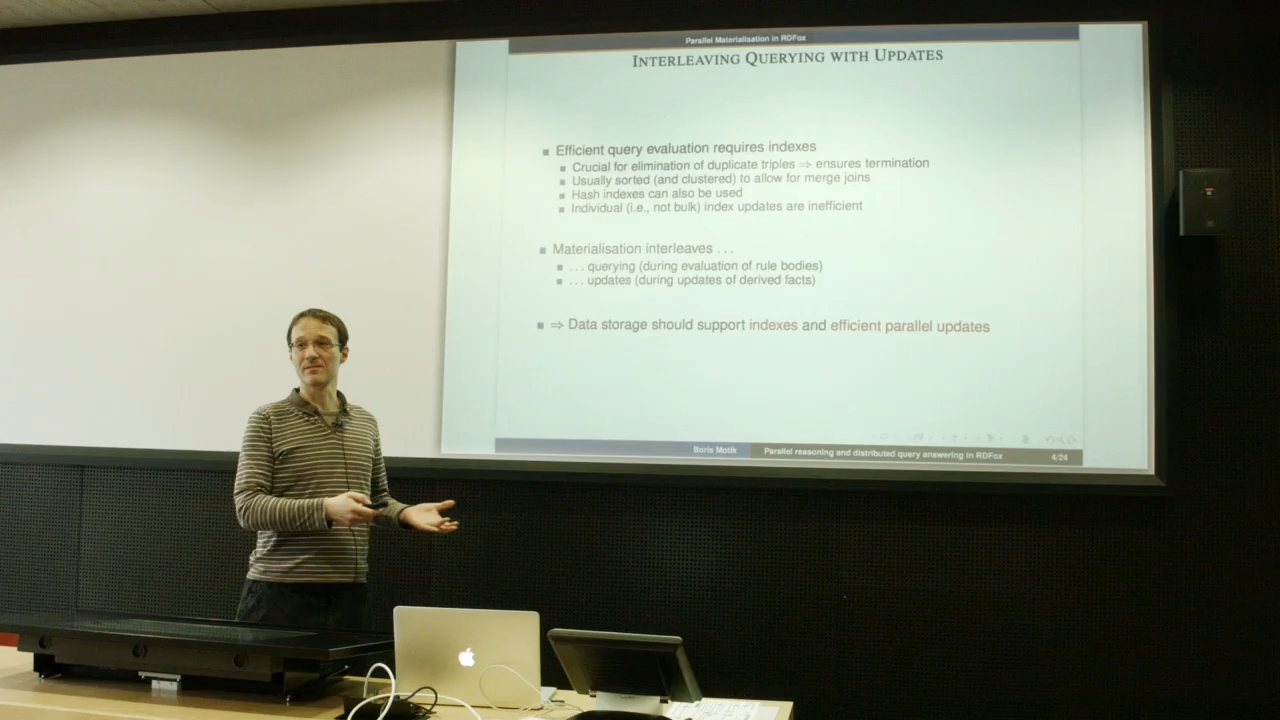 Parallel Materialisation in RDFox
INTERLEAVING QUERYING WITH UPDATES
Efficient query evaluation requires indexes
Crucial for elimination of duplicate triples ⇒ ensures termination
Usually sorted (and clustered) to allow for merge joins
Hash indexes can also be used
Individual (i.e., not bulk) index updates are inefficient
Materialisation interleaves . . .
. . . querying (during evaluation of rule bodies)
. . . updates (during updates of derived facts)
⇒ Data storage should support indexes and efficient parallel updates
Boris Motik Parallel reasoning and distributed query answering in RDFox 4/24